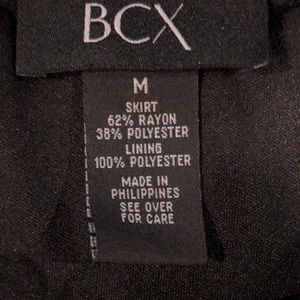 BCX
M
SKIRT
62% RAYON
38% POLYESTER
LINING
100% POLYESTER
MADE IN
PHILIPPINES
SEE OVER
FOR CARE